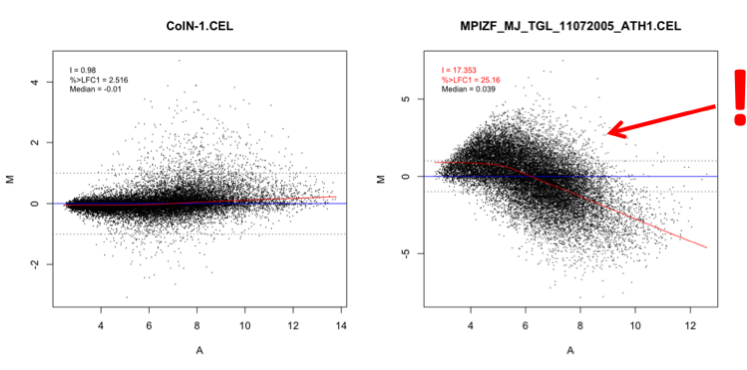 ColN-1.CEL
I = 0.98
%>LFC1 = 2.516
Median = -0.01
4
2
0
-2
M
4 6 8 10 12 14
A
MPIZF_MJ_TGL_11072005_ATH1.CEL
I = 17.353
%>LFC1 = 25.16
Median = 0.039
5
0
-5
M
4 6 8 10 12
A
!